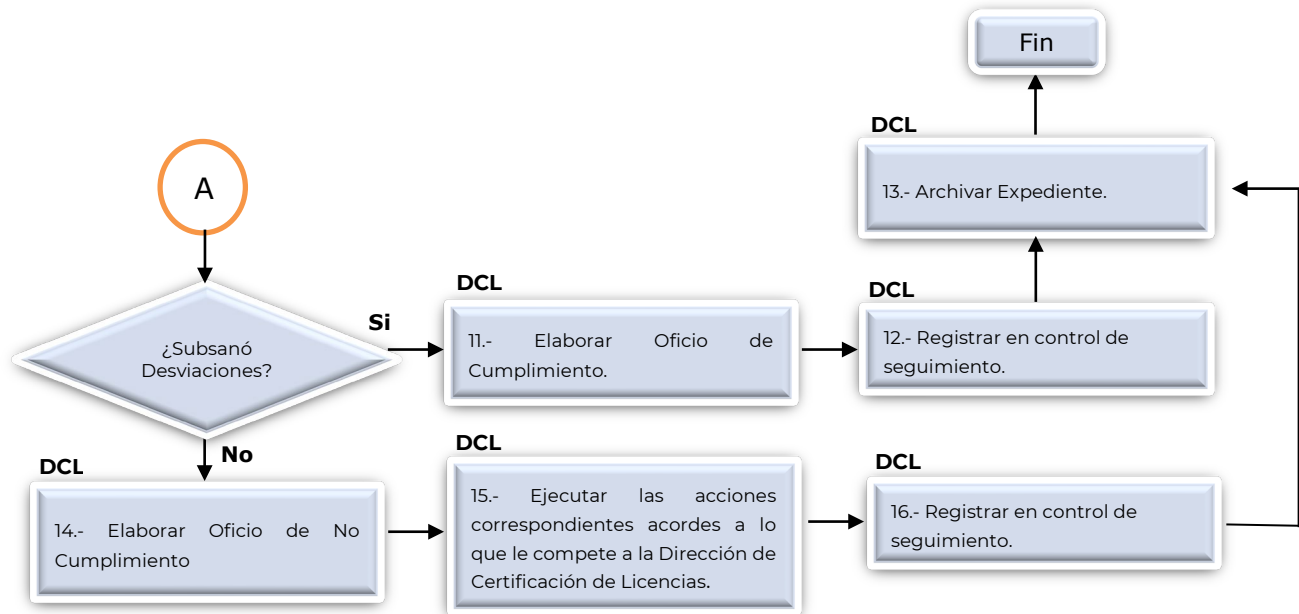 Fin
DCL
13.- Archivar Expediente.
A
¿Subsanó
Desviaciones?
Si
DCL
11.- Elaborar Oficio de
Cumplimiento.
DCL
12.- Registrar en control de
seguimiento.
No
DCL
14.- Elaborar Oficio de No
Cumplimiento
DCL
15.- Ejecutar las acciones
correspondientes acordes a lo
que le compete a la Dirección de
Certificación de Licencias.
DCL
16.- Registrar en control de
seguimiento.